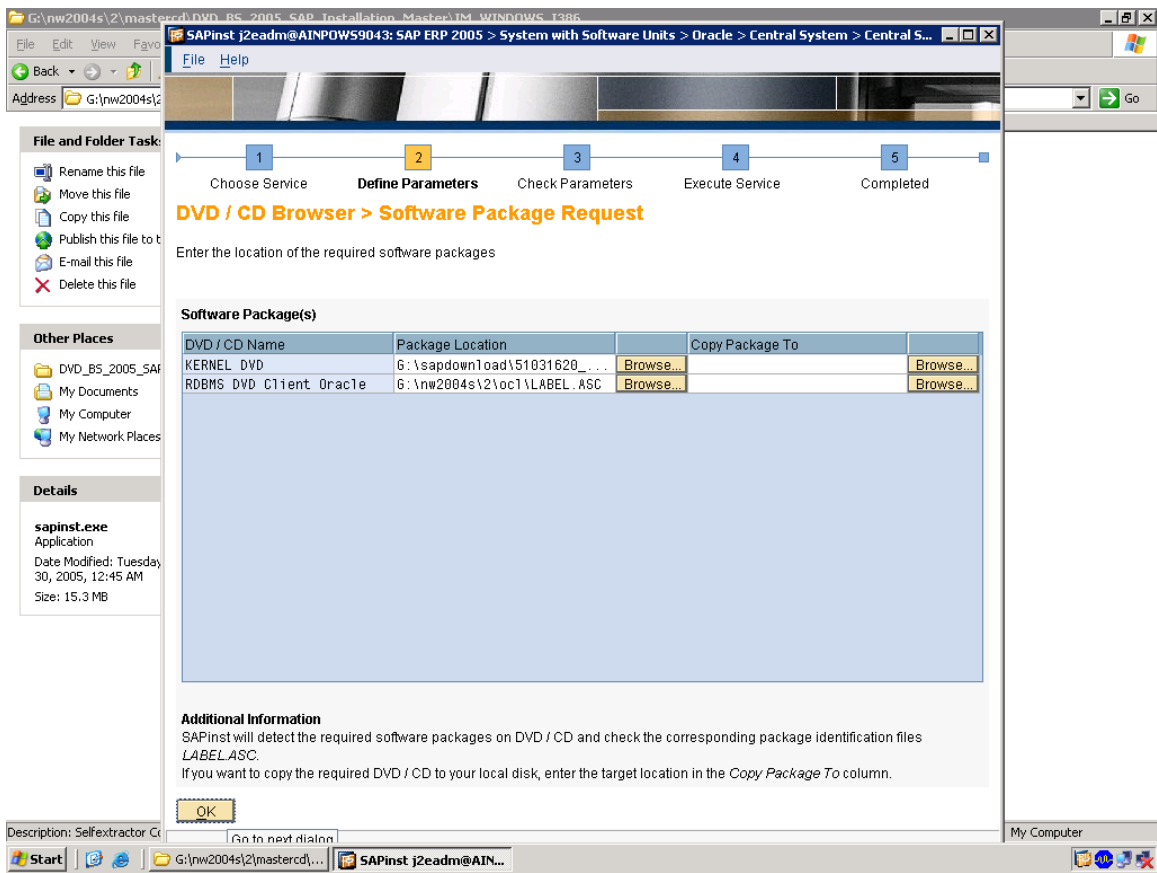 G:\nw2004s\2\mastercd\DVD_BS_2005_SAP_Installation_Master\IM_WINDOWS_I386
File Edit View Favo
Back
Address G:\nw2004s\2
Go
SAPinst j2eadm@AINPOWS9043: SAP ERP 2005 > System with Software Units > Oracle > Central System > Central S...
File Help
1 2 3 4 5
Choose Service Define Parameters Check Parameters Execute Service Completed
DVD / CD Browser > Software Package Request
Enter the location of the required software packages
Software Package(s)
DVD / CD Name Package Location Copy Package To
KERNEL DVD G:\sapdownload\51031620_... Browse... Browse...
RDBMS DVD Client Oracle G:\nw2004s\2\ocl\LABEL.ASC Browse... Browse...
Additional Information
SAPinst will detect the required software packages on DVD / CD and check the corresponding package identification files
LABEL.ASC.
If you want to copy the required DVD / CD to your local disk, enter the target location in the Copy Package To column.
OK
Go to next dialog
File and Folder Task
Rename this file
Move this file
Copy this file
Publish this file to t
E-mail this file
Delete this file
Other Places
DVD_BS_2005_SAP
My Documents
My Computer
My Network Places
Details
sapinst.exe
Application
Date Modified: Tuesday
30, 2005, 12:45 AM
Size: 15.3 MB
Description: Selfextractor Co
My Computer
Start G:\nw2004s\2\mastercd\... SAPinst j2eadm@AIN...